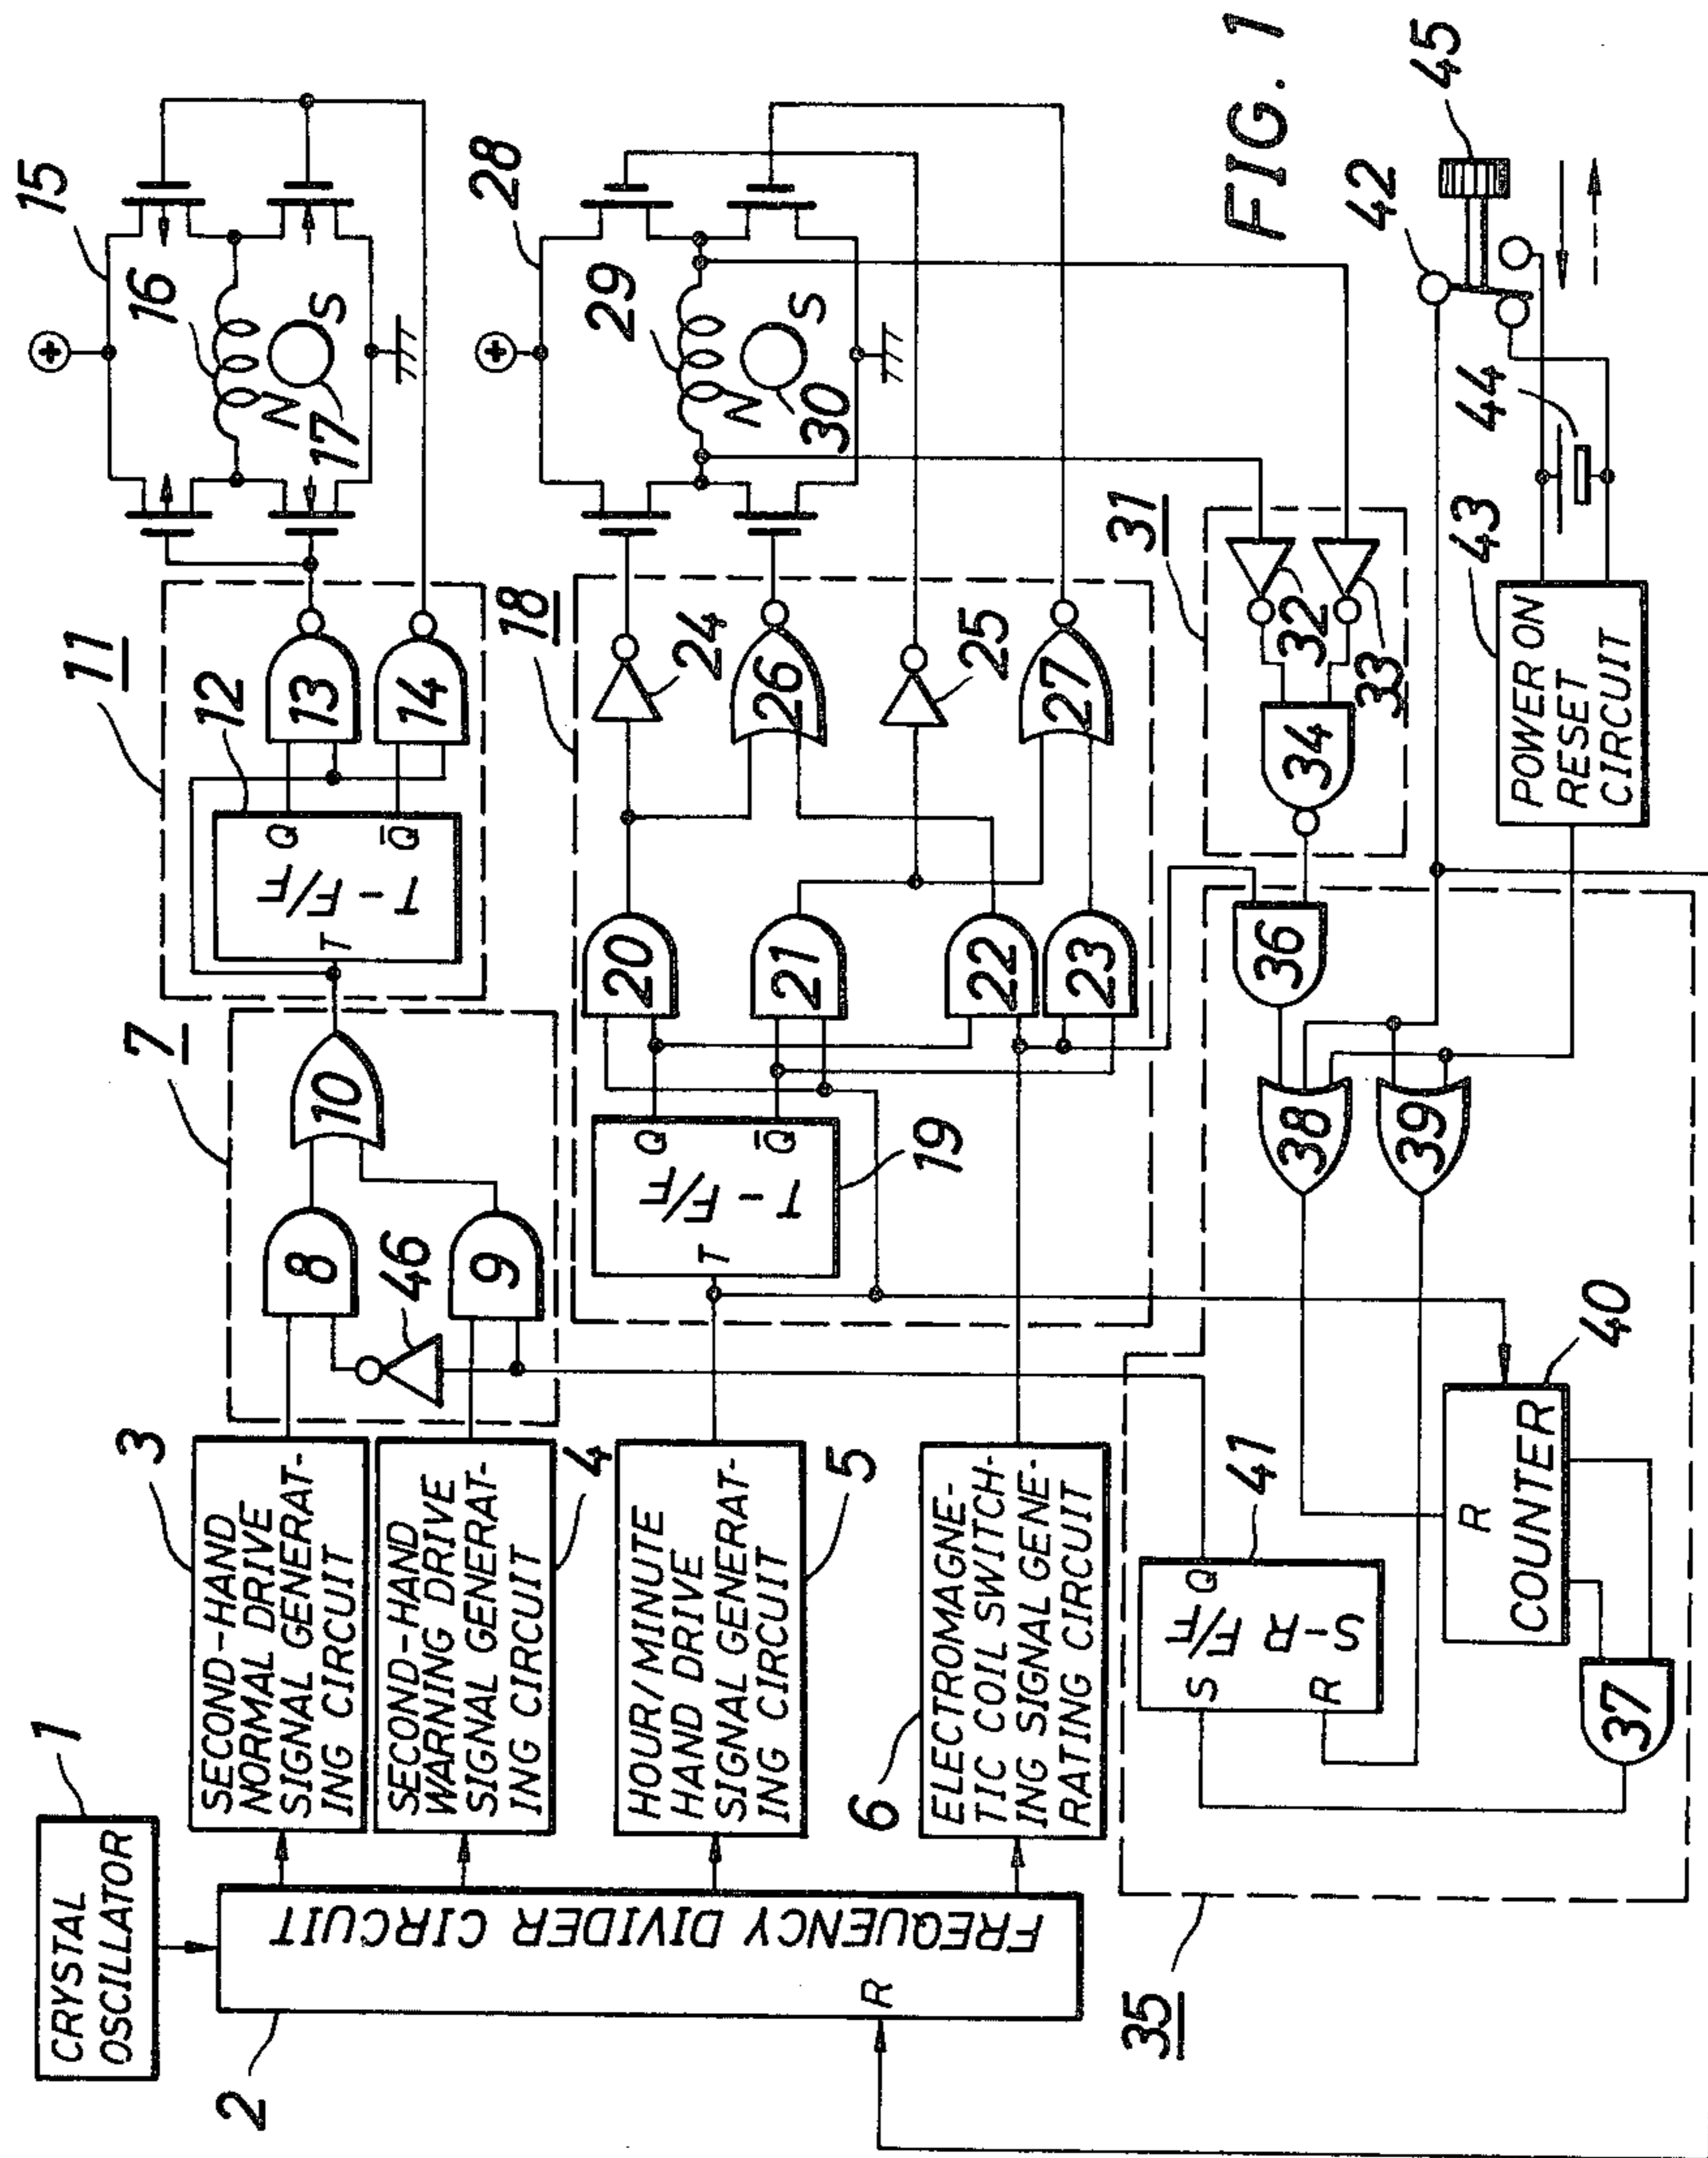 FIG. 1
1
CRYSTAL
OSCILLATOR
2
FREQUENCY DIVIDER CIRCUIT
R
3
SECOND-HAND
NORMAL DRIVE
SIGNAL GENERAT-
ING CIRCUIT
SECOND-HAND
WARNING DRIVE
SIGNAL GENERAT-
ING CIRCUIT
4
HOUR/MINUTE
HAND DRIVE
SIGNAL GENERAT-
ING CIRCUIT
5
6
ELECTROMAGNE-
TIC COIL SWITCH-
ING SIGNAL GENE-
RATING CIRCUIT
7
8
46
9
10
11
12
T-F/F
T
Q
Q̅
13
14
15
16
N
S
17
18
T-F/F
T
Q
Q̅
19
20
21
22
23
24
26
25
27
28
29
N
S
30
31
32
33
34
35
36
38
39
41
S-R
F/F
S
R
Q
R
COUNTER
40
37
42
45
44
43
POWER ON
RESET
CIRCUIT